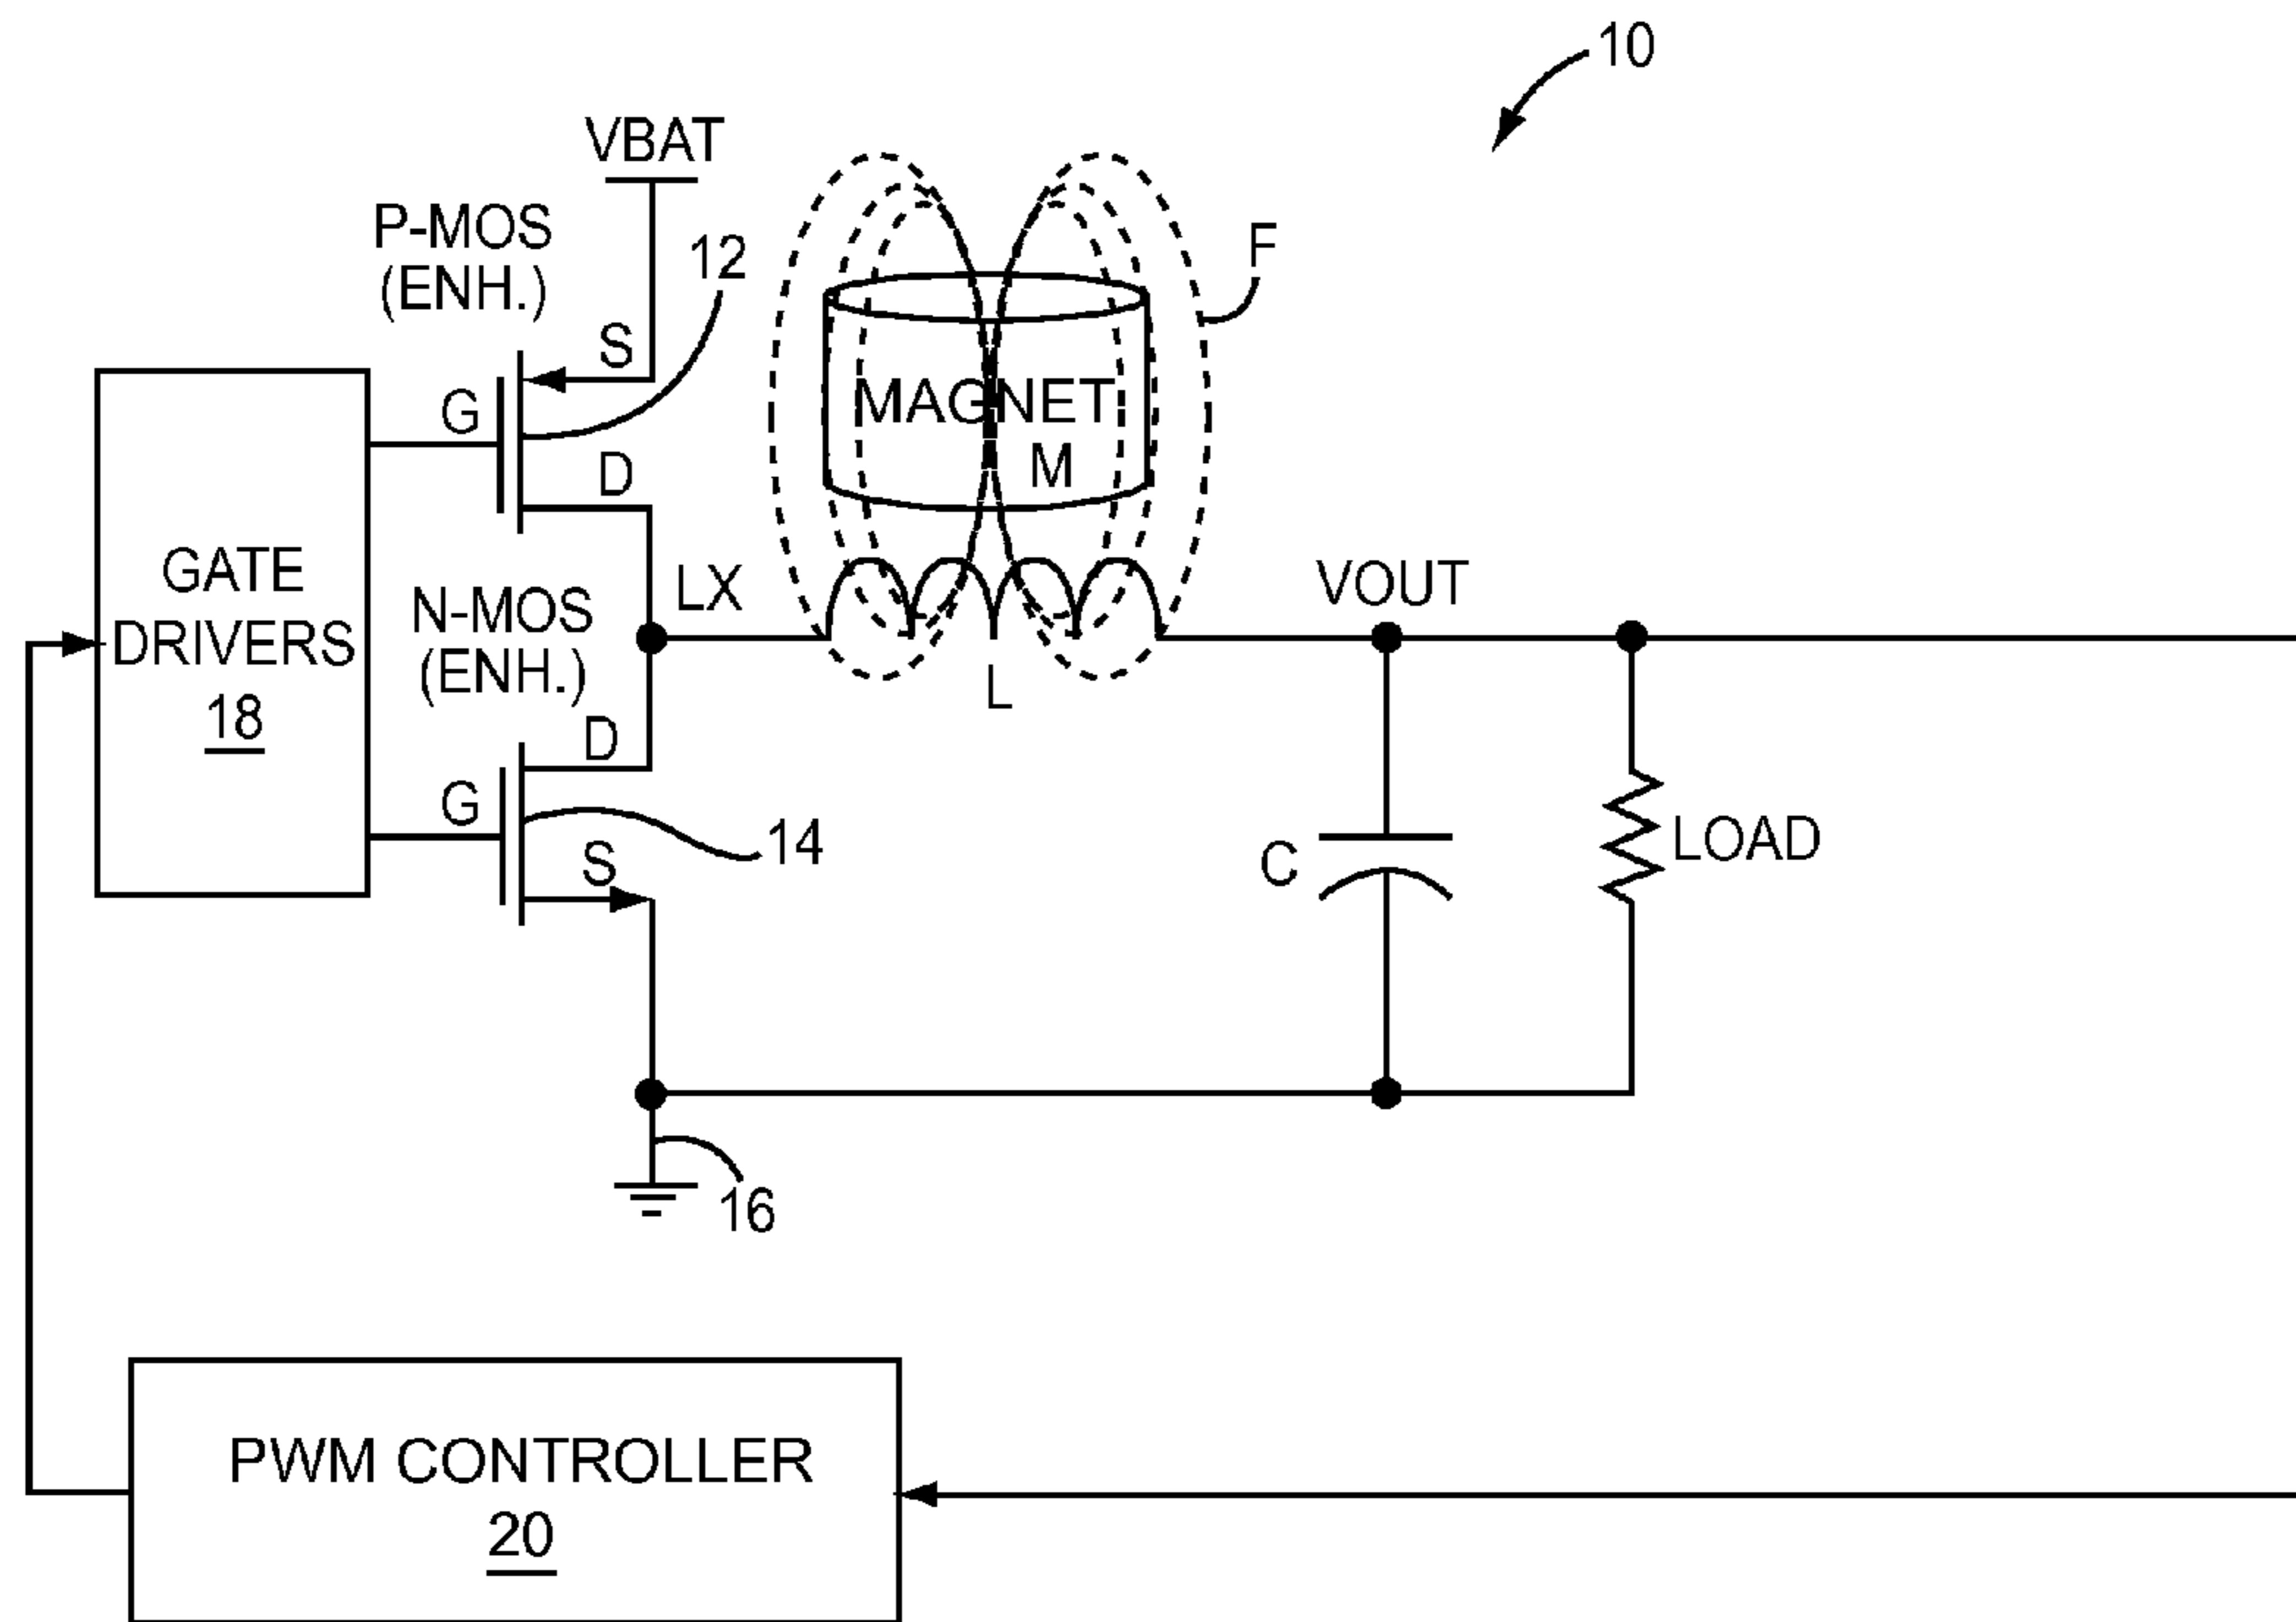 10
VBAT
P-MOS
(ENH.)
12
F
S
G
MAGNET
M
D
GATE
DRIVERS
18
N-MOS
(ENH.)
LX
VOUT
L
D
G
14
S
C
LOAD
16
PWM CONTROLLER
20